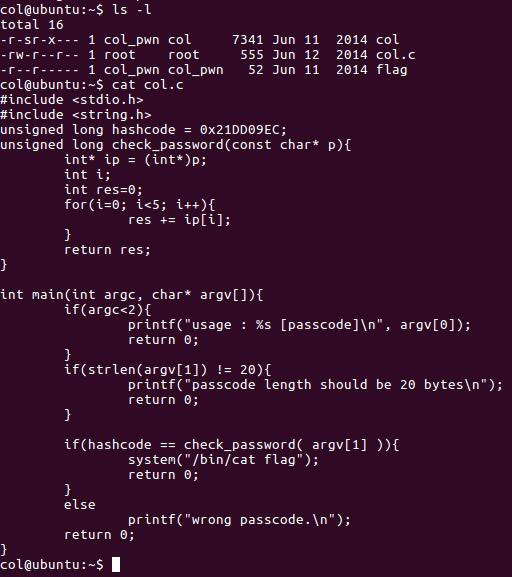 col@ubuntu:~$ ls -l
total 16
-r-sr-x--- 1 col_pwn col     7341 Jun 11  2014 col
-rw-r--r-- 1 root    root     555 Jun 12  2014 col.c
-r--r----- 1 col_pwn col_pwn   52 Jun 11  2014 flag
col@ubuntu:~$ cat col.c
#include <stdio.h>
#include <string.h>
unsigned long hashcode = 0x21DD09EC;
unsigned long check_password(const char* p){
        int* ip = (int*)p;
        int i;
        int res=0;
        for(i=0; i<5; i++){
                res += ip[i];
        }
        return res;
}

int main(int argc, char* argv[]){
        if(argc<2){
                printf("usage : %s [passcode]\n", argv[0]);
                return 0;
        }
        if(strlen(argv[1]) != 20){
                printf("passcode length should be 20 bytes\n");
                return 0;
        }

        if(hashcode == check_password( argv[1] )){
                system("/bin/cat flag");
                return 0;
        }
        else
                printf("wrong passcode.\n");
        return 0;
}
col@ubuntu:~$